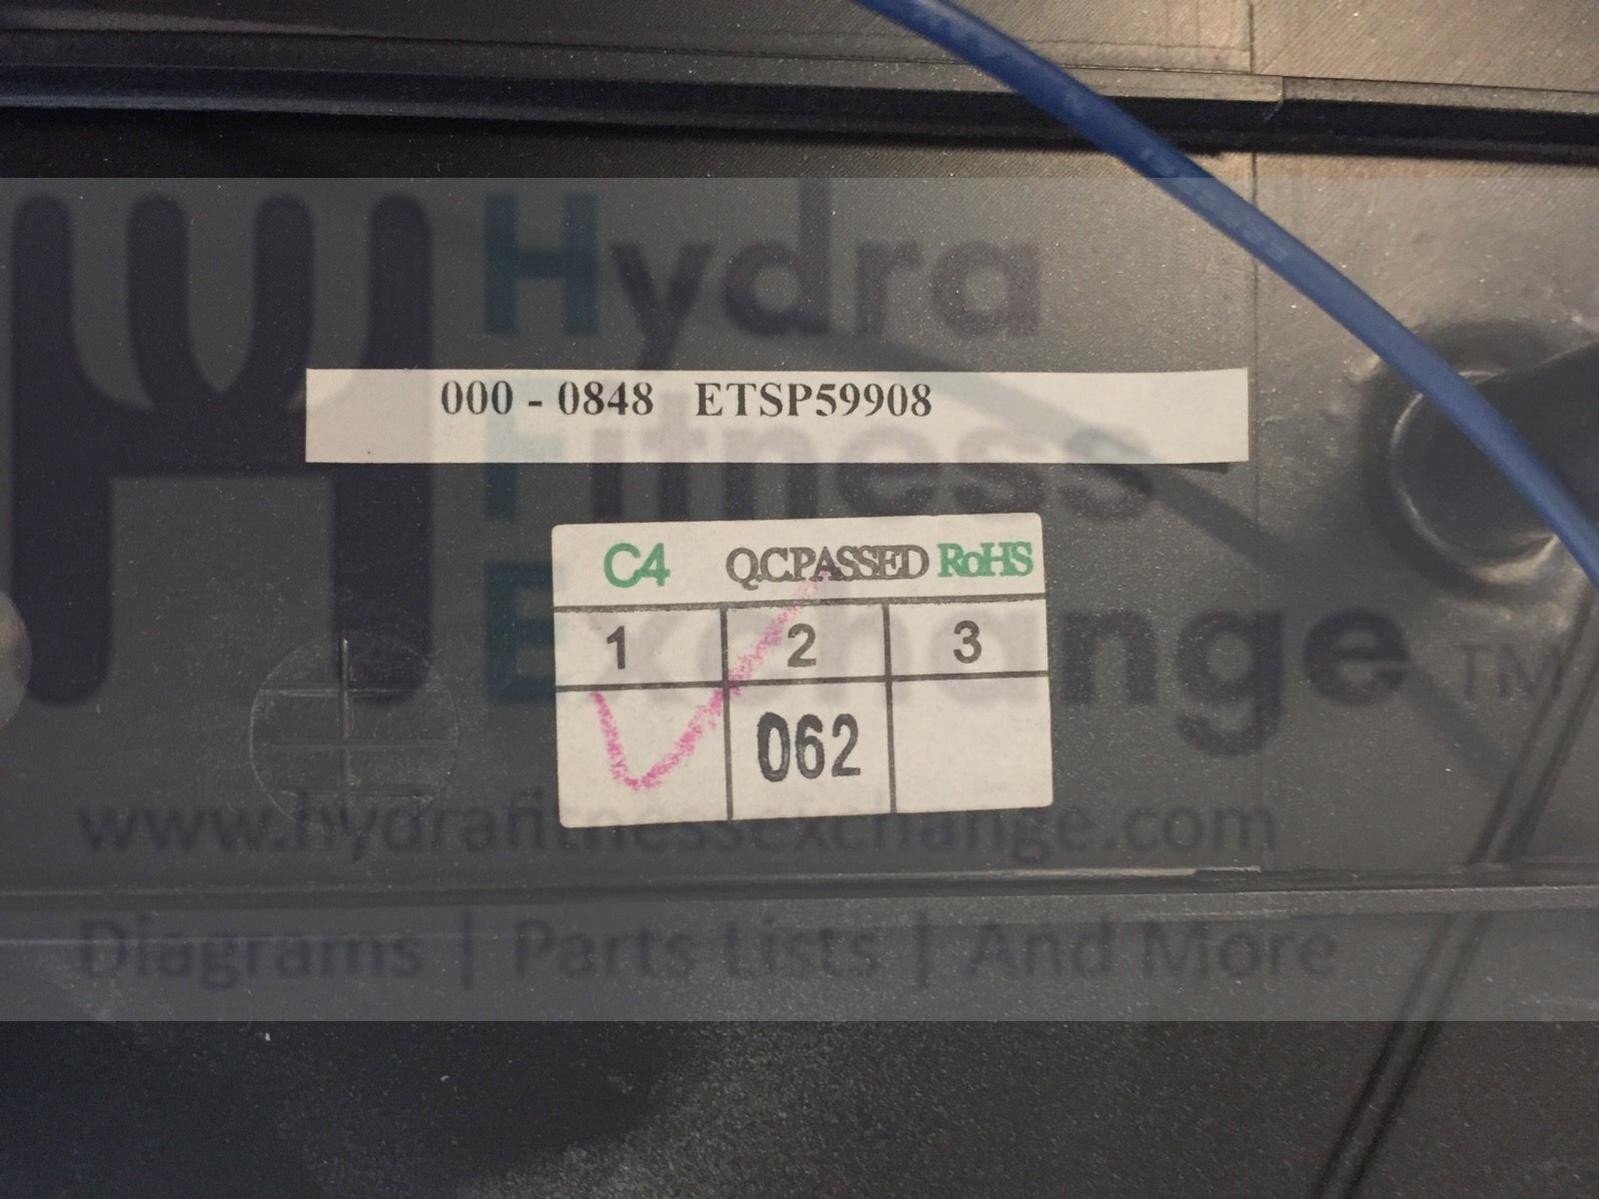 Hydra
000 - 0848 ETSP59908
Fitness
C4 Q.C.PASSED RoHS
1 2 3
Exchange TM
062
www.hydrafitnessexchange.com
Diagrams | Parts Lists | And More